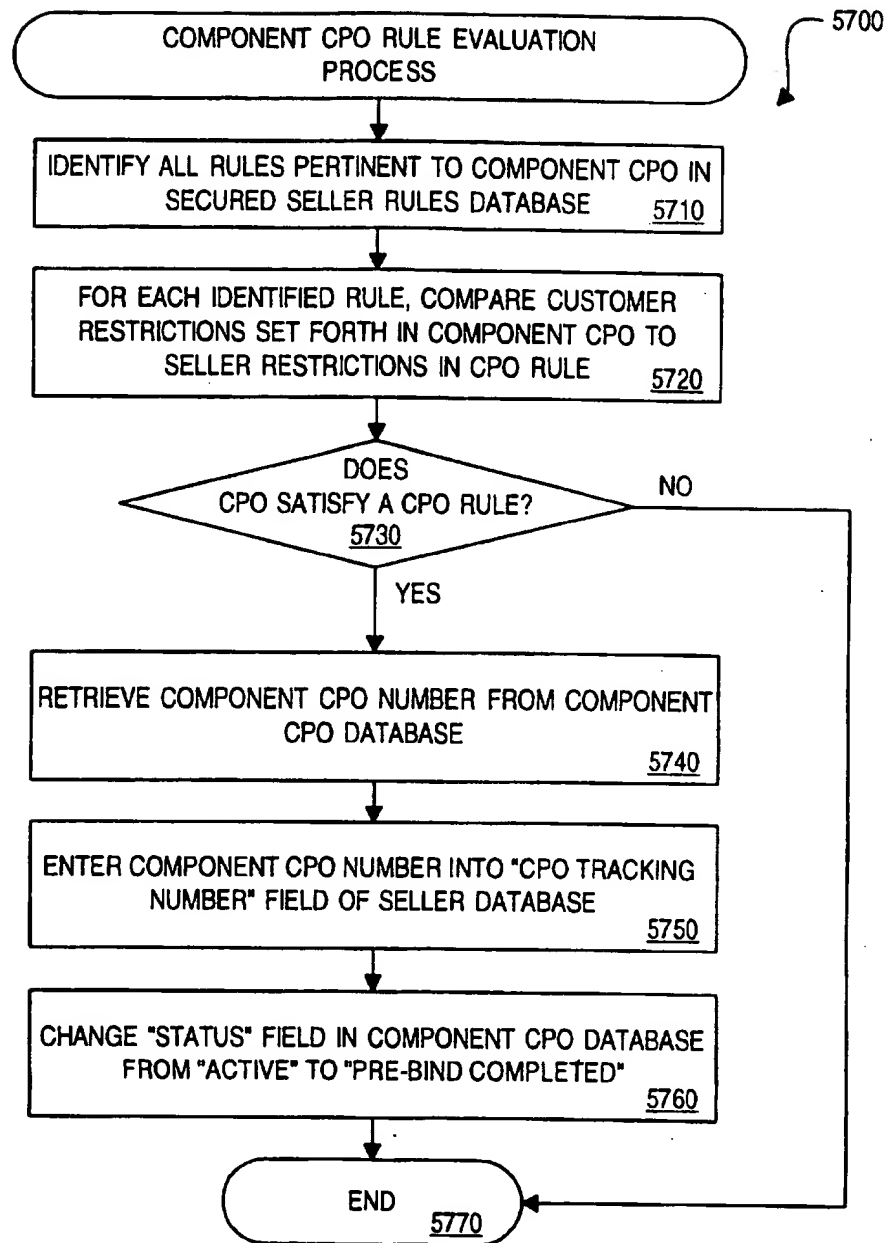 COMPONENT CPO RULE EVALUATION
PROCESS
5700
IDENTIFY ALL RULES PERTINENT TO COMPONENT CPO IN
SECURED SELLER RULES DATABASE
5710
FOR EACH IDENTIFIED RULE, COMPARE CUSTOMER
RESTRICTIONS SET FORTH IN COMPONENT CPO TO
SELLER RESTRICTIONS IN CPO RULE
5720
DOES
CPO SATISFY A CPO RULE?
5730
NO
YES
RETRIEVE COMPONENT CPO NUMBER FROM COMPONENT
CPO DATABASE
5740
ENTER COMPONENT CPO NUMBER INTO "CPO TRACKING
NUMBER" FIELD OF SELLER DATABASE
5750
CHANGE "STATUS" FIELD IN COMPONENT CPO DATABASE
FROM "ACTIVE" TO "PRE-BIND COMPLETED"
5760
END
5770